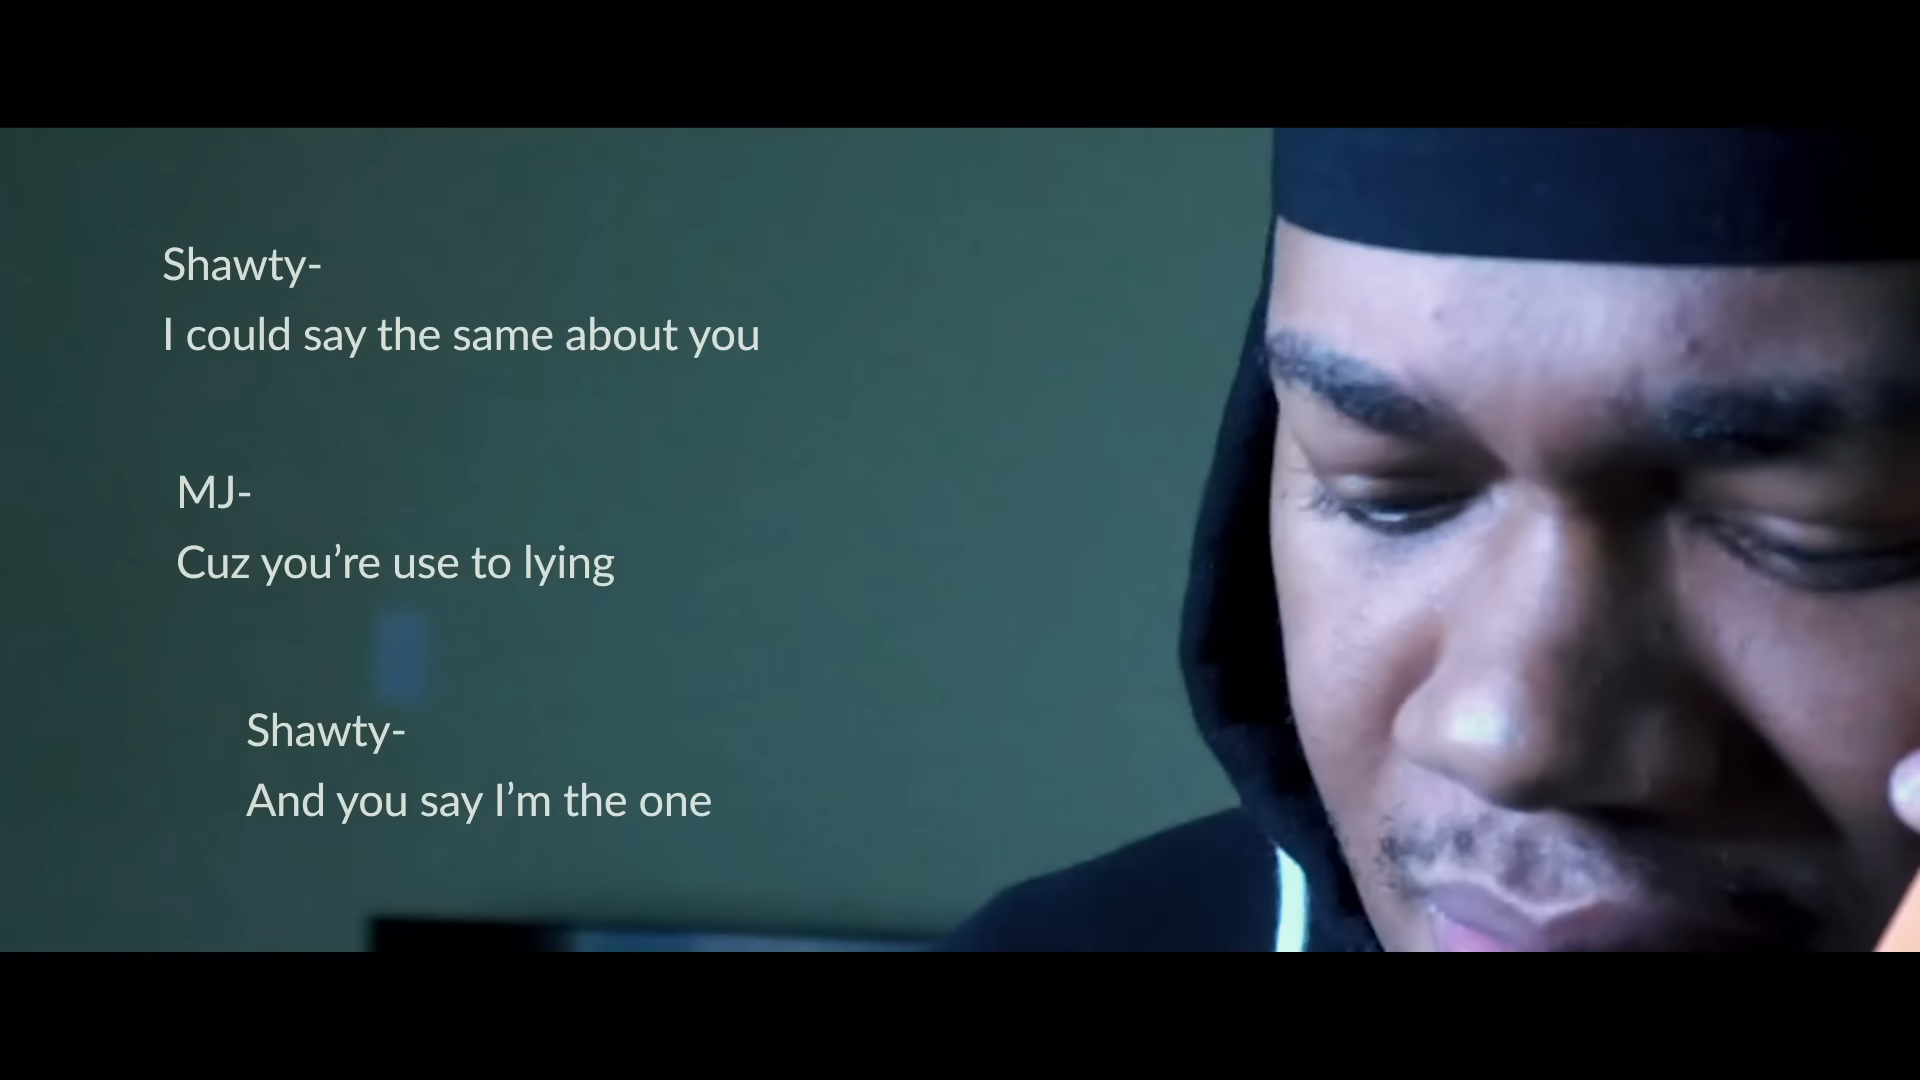 Shawty-
I could say the same about you
MJ-
Cuz you’re use to lying
Shawty-
And you say I’m the one